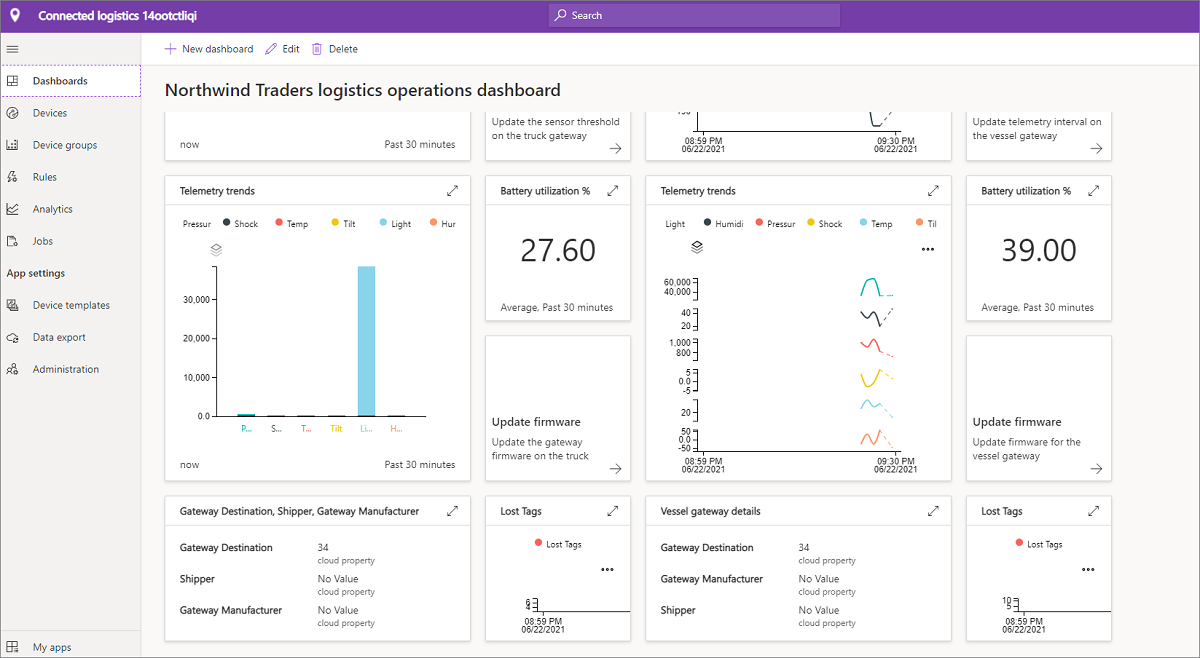 Connected logistics 14ootctliqi
Search
New dashboard Edit Delete
Dashboards
Devices
Device groups
Rules
Analytics
Jobs
App settings
Device templates
Data export
Administration
My apps
Northwind Traders logistics operations dashboard
now Past 30 minutes
Update the sensor threshold
on the truck gateway
08:59 PM 09:30 PM
06/22/2021 06/22/2021
Update telemetry interval on
the vessel gateway
Telemetry trends
Pressur Shock Temp Tilt Light Hur
30,000
20,000
10,000
0.0
P... S... T... Tilt Li... H...
now Past 30 minutes
Battery utilization %
27.60
Average, Past 30 minutes
Update firmware
Update the gateway
firmware on the truck
Telemetry trends
Light Humidi Pressur Shock Temp Til
60,000
40,000
40
20
1,000
800
5
0.0
-5
20
50
0.0
-50
08:59 PM 09:30 PM
06/22/2021 06/22/2021
Battery utilization %
39.00
Average, Past 30 minutes
Update firmware
Update firmware for the
vessel gateway
Gateway Destination, Shipper, Gateway Manufacturer
Gateway Destination 34
cloud property
Shipper No Value
cloud property
Gateway Manufacturer No Value
cloud property
Lost Tags
Lost Tags
6
4
08:59 PM
06/22/2021
Vessel gateway details
Gateway Destination 34
cloud property
Gateway Manufacturer No Value
cloud property
Shipper No Value
cloud property
Lost Tags
Lost Tags
10
5
08:59 PM
06/22/2021